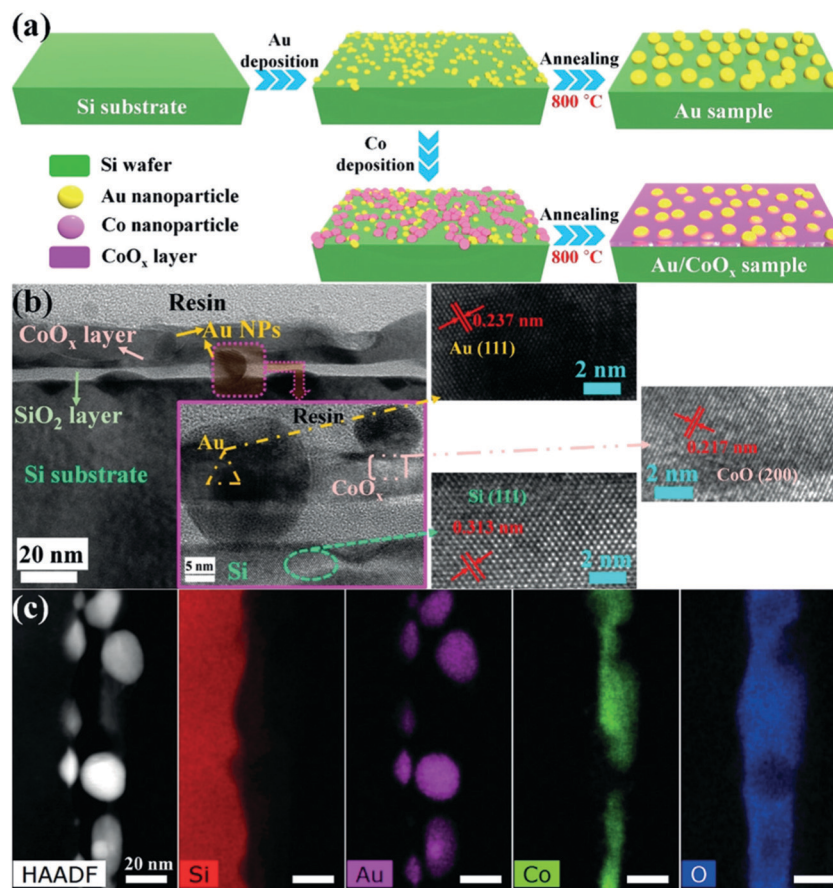 (a)
Au
deposition
Annealing
800 °C
Si substrate
Au sample
Co
deposition
Si wafer
Au nanoparticle
Co nanoparticle
CoOₓ layer
Annealing
800 °C
Au/CoOₓ sample
(b)
Resin
CoOₓ layer
Au NPs
SiO₂ layer
Si substrate
20 nm
Resin
Au
CoOₓ
5 nm
Si
0.237 nm
Au (111)
2 nm
0.217 nm
2 nm
CoO (200)
Si (111)
0.313 nm
2 nm
(c)
HAADF
20 nm
Si
Au
Co
O